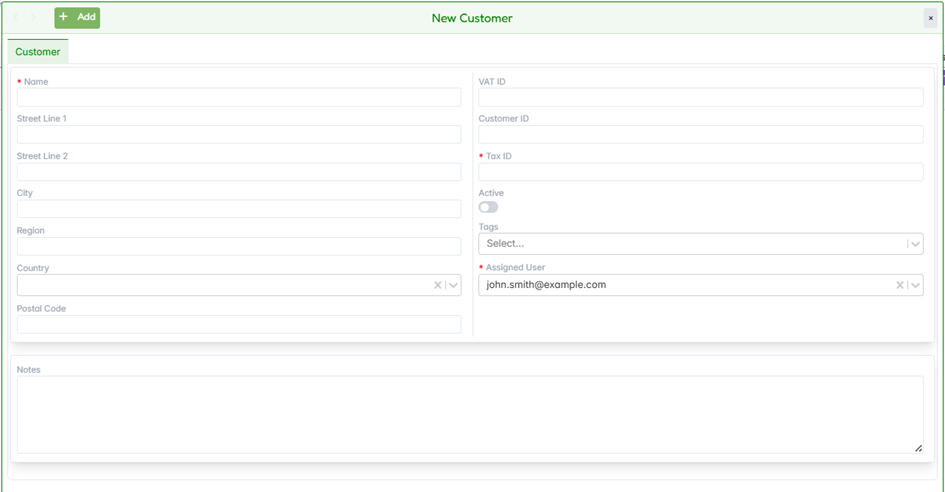 + Add
New Customer
×
Customer
* Name
Street Line 1
Street Line 2
City
Region
Country
Postal Code
VAT ID
Customer ID
* Tax ID
Active
Tags
Select...
* Assigned User
john.smith@example.com
Notes